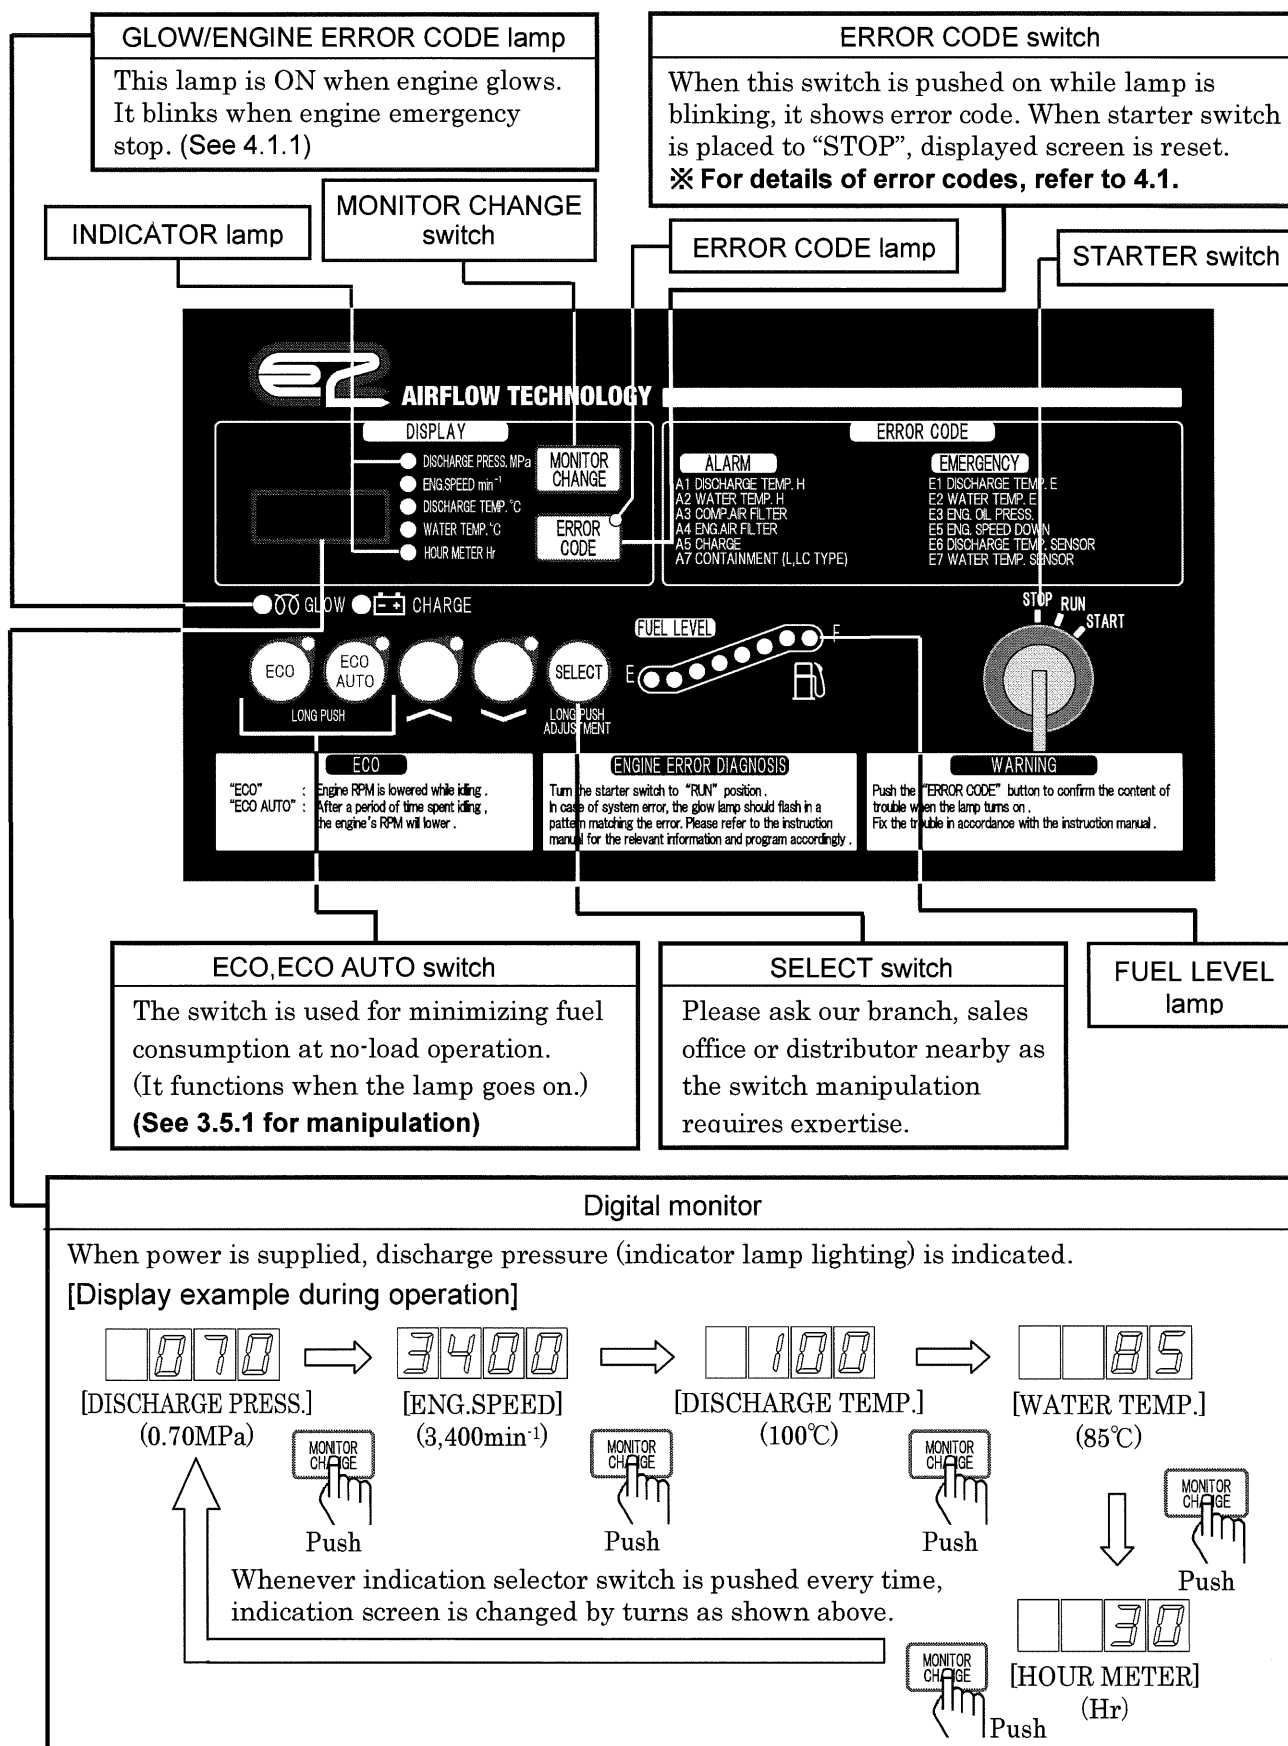 GLOW/ENGINE ERROR CODE lamp
This lamp is ON when engine glows.
It blinks when engine emergency
stop. (See 4.1.1)
ERROR CODE switch
When this switch is pushed on while lamp is
blinking, it shows error code. When starter switch
is placed to “STOP”, displayed screen is reset.
※ For details of error codes, refer to 4.1.
INDICATOR lamp
MONITOR CHANGE
switch
ERROR CODE lamp
STARTER switch
e2 AIRFLOW TECHNOLOGY
DISPLAY
DISCHARGE PRESS. MPa
ENG.SPEED min⁻¹
DISCHARGE TEMP. °C
WATER TEMP. °C
HOUR METER Hr
MONITOR
CHANGE
ERROR
CODE
ERROR CODE
ALARM
A1 DISCHARGE TEMP. H
A2 WATER TEMP. H
A3 COMP.AIR FILTER
A4 ENG.AIR FILTER
A5 CHARGE
A7 CONTAINMENT (L,LC TYPE)
EMERGENCY
E1 DISCHARGE TEMP. E
E2 WATER TEMP. E
E3 ENG. OIL PRESS.
E5 ENG. SPEED DOWN
E6 DISCHARGE TEMP. SENSOR
E7 WATER TEMP. SENSOR
GLOW CHARGE
STOP RUN START
ECO
ECO
AUTO
SELECT
LONG PUSH
LONG PUSH
ADJUSTMENT
FUEL LEVEL
E F
ECO
“ECO” : Engine RPM is lowered while idling .
“ECO AUTO” : After a period of time spent idling ,
the engine's RPM will lower .
ENGINE ERROR DIAGNOSIS
Turn the starter switch to “RUN” position .
In case of system error, the glow lamp should flash in a
pattern matching the error. Please refer to the instruction
manual for the relevant information and program accordingly .
WARNING
Push the “ERROR CODE” button to confirm the content of
trouble when the lamp turns on .
Fix the trouble in accordance with the instruction manual .
ECO,ECO AUTO switch
The switch is used for minimizing fuel
consumption at no-load operation.
(It functions when the lamp goes on.)
(See 3.5.1 for manipulation)
SELECT switch
Please ask our branch, sales
office or distributor nearby as
the switch manipulation
requires expertise.
FUEL LEVEL
lamp
Digital monitor
When power is supplied, discharge pressure (indicator lamp lighting) is indicated.
[Display example during operation]
070
[DISCHARGE PRESS.]
(0.70MPa)
MONITOR
CHANGE
Push
3400
[ENG.SPEED]
(3,400min⁻¹)
MONITOR
CHANGE
Push
100
[DISCHARGE TEMP.]
(100℃)
MONITOR
CHANGE
Push
85
[WATER TEMP.]
(85℃)
MONITOR
CHANGE
Push
Whenever indication selector switch is pushed every time,
indication screen is changed by turns as shown above.
30
[HOUR METER]
(Hr)
MONITOR
CHANGE
Push